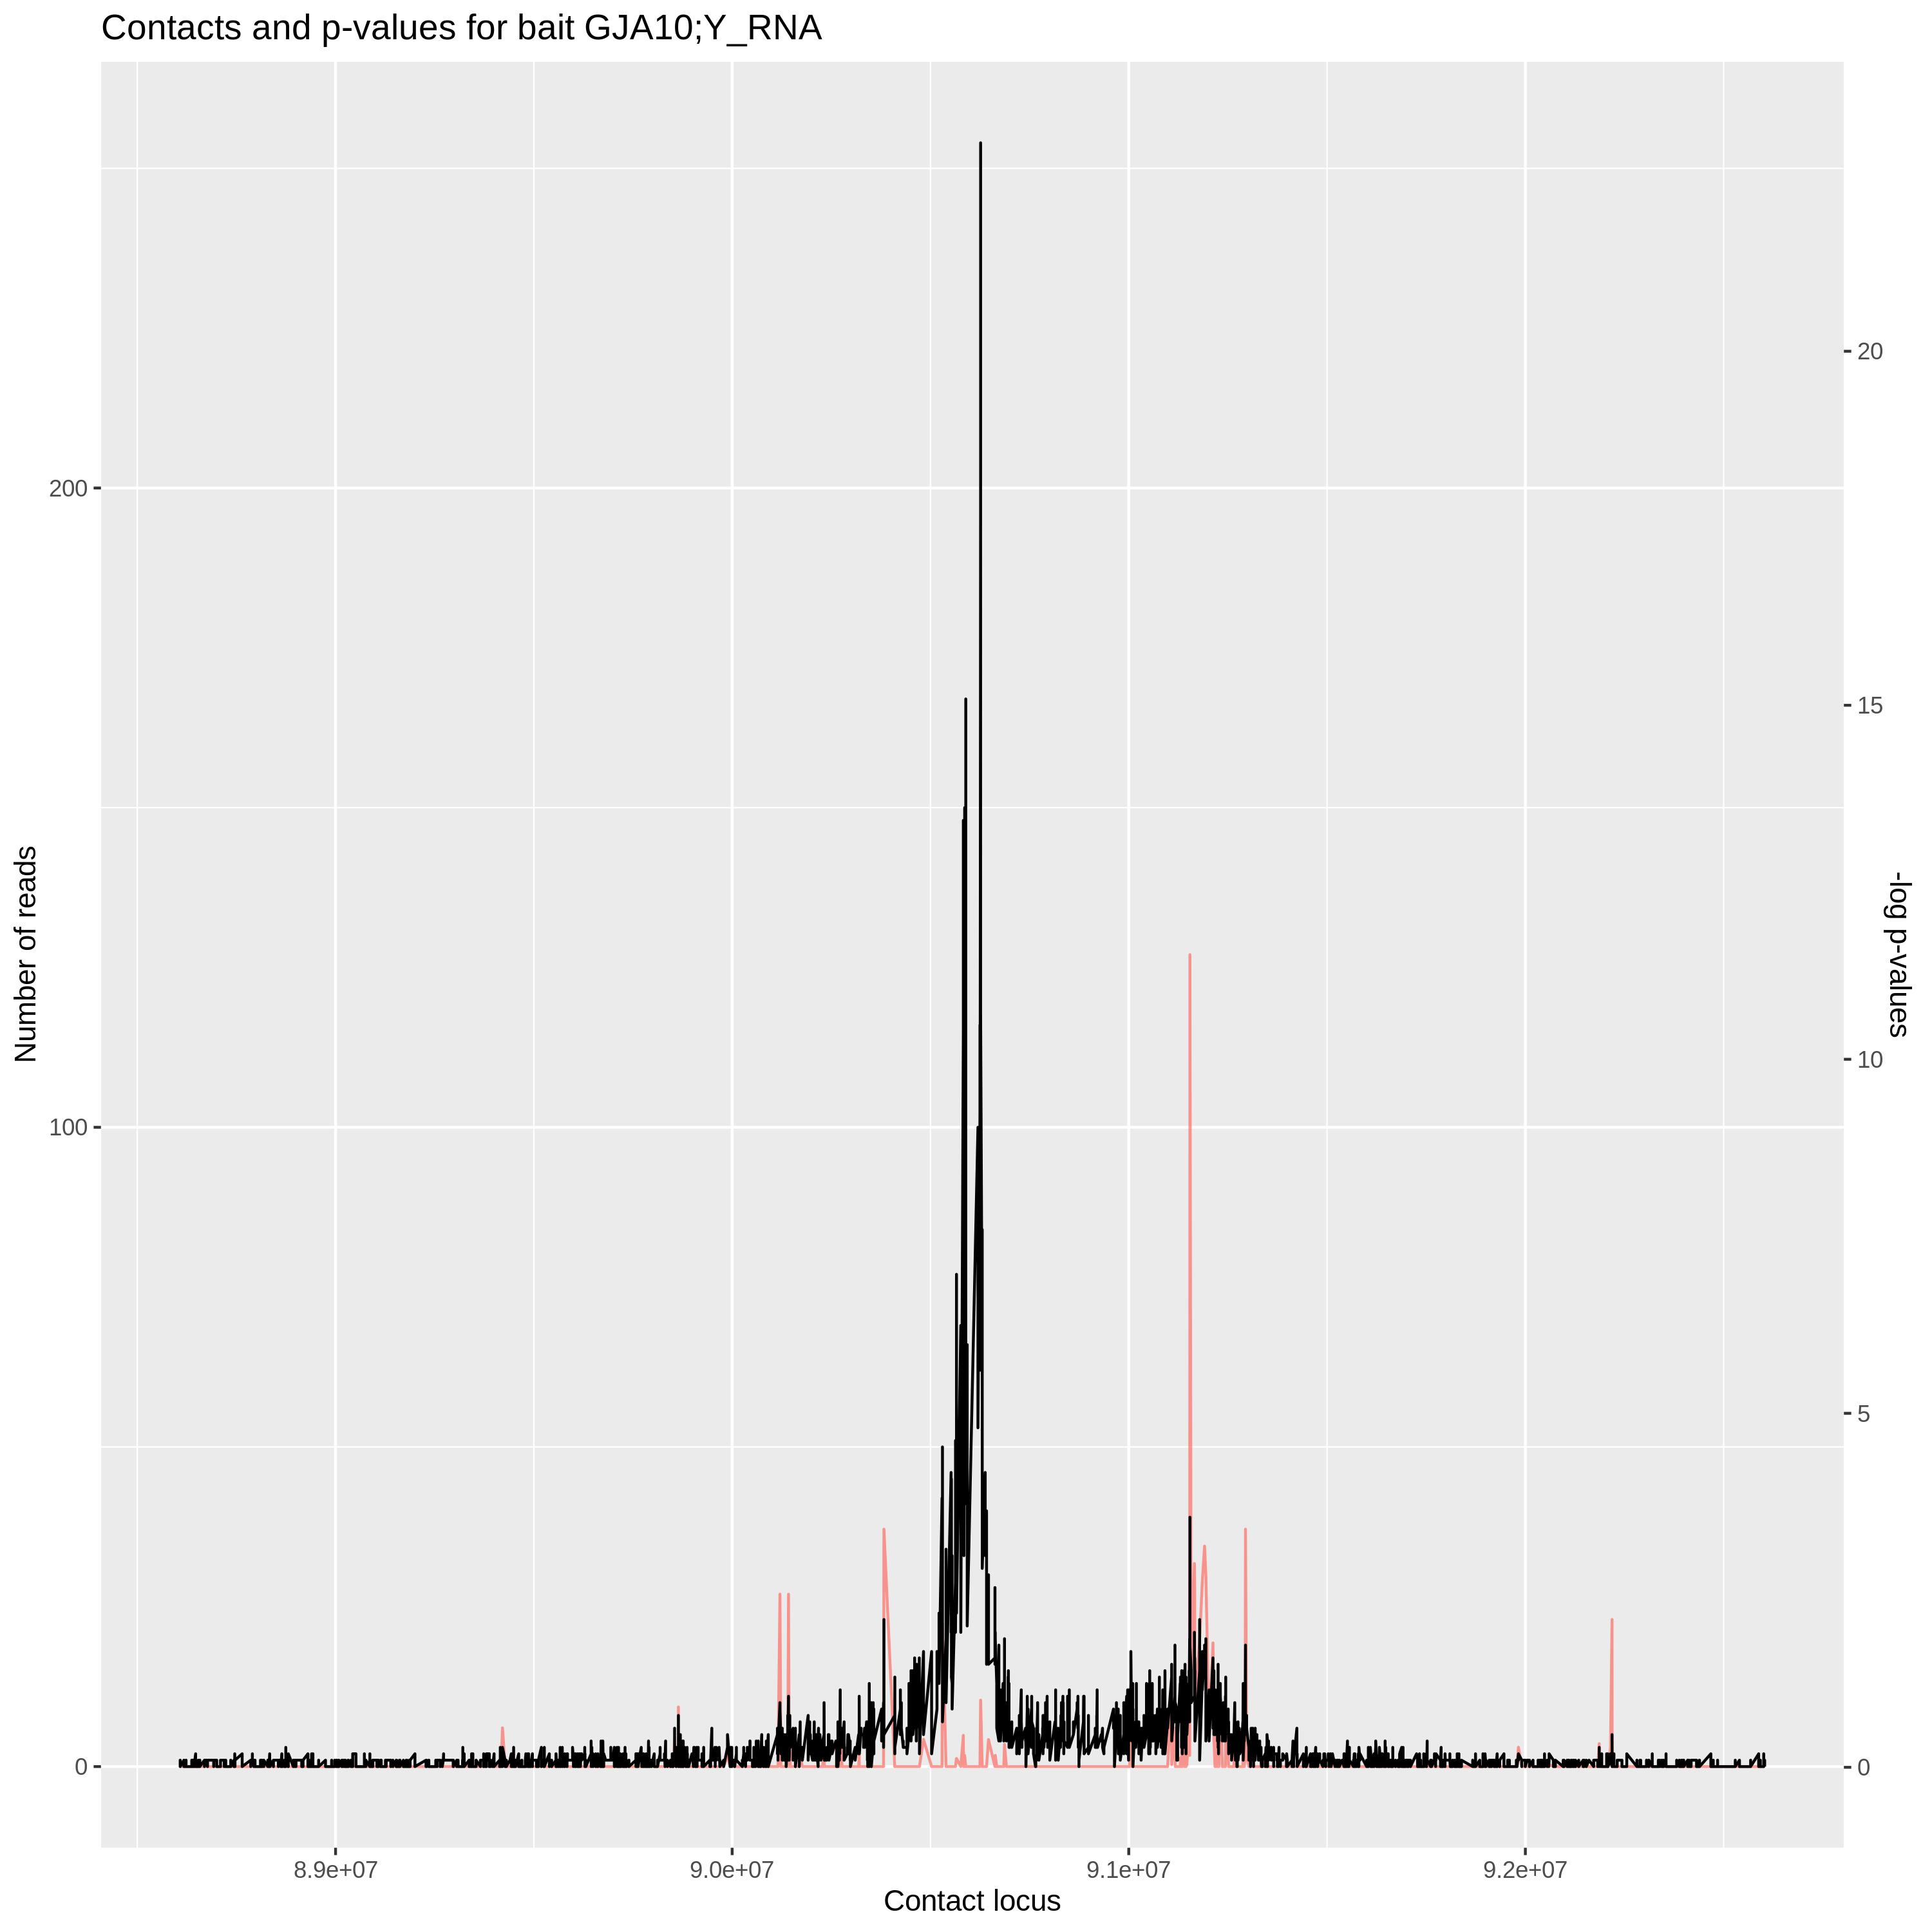 Contacts and p-values for bait GJA10;Y_RNA
Number of reads
200
100
0
-log p-values
20
15
10
5
0
8.9e+07 9.0e+07 9.1e+07 9.2e+07
Contact locus